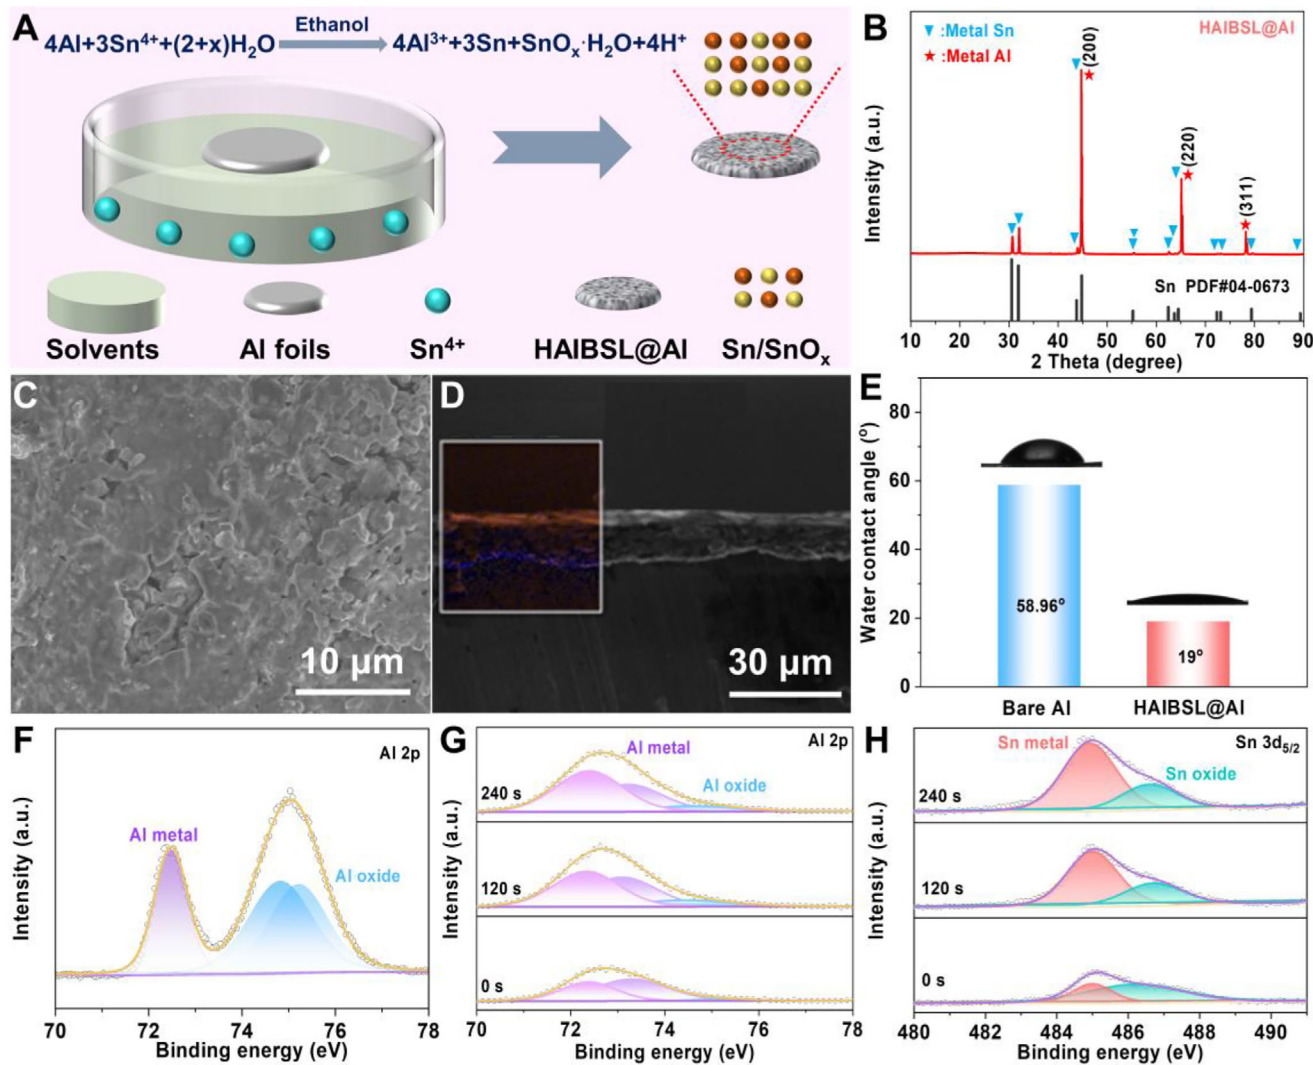 A
Ethanol
4Al+3Sn⁴⁺+(2+x)H₂O
4Al³⁺+3Sn+SnOₓ·H₂O+4H⁺
Solvents
Al foils
Sn⁴⁺
HAIBSL@Al
Sn/SnOₓ
B
:Metal Sn
:Metal Al
HAIBSL@Al
(200)
(220)
(311)
Sn PDF#04-0673
Intensity (a.u.)
10 20 30 40 50 60 70 80 90
2 Theta (degree)
C
10 μm
D
30 μm
E
Water contact angle (°)
80
60
40
20
0
58.96°
19°
Bare Al
HAIBSL@Al
F
Al 2p
Al metal
Al oxide
Intensity (a.u.)
70 72 74 76 78
Binding energy (eV)
G
Al 2p
Al metal
Al oxide
240 s
120 s
0 s
Intensity (a.u.)
70 72 74 76 78
Binding energy (eV)
H
Sn 3d₅/₂
Sn metal
Sn oxide
240 s
120 s
0 s
Intensity (a.u.)
480 482 484 486 488 490
Binding energy (eV)